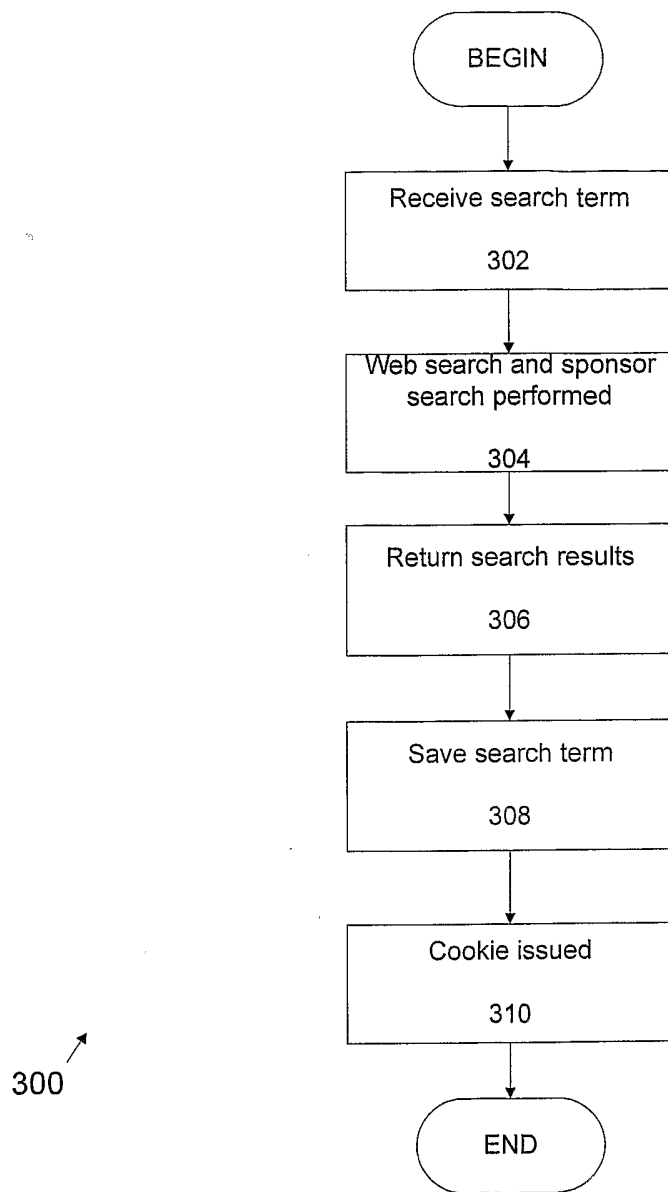 BEGIN
Receive search term
302
Web search and sponsor
search performed
304
Return search results
306
Save search term
308
Cookie issued
310
300
END